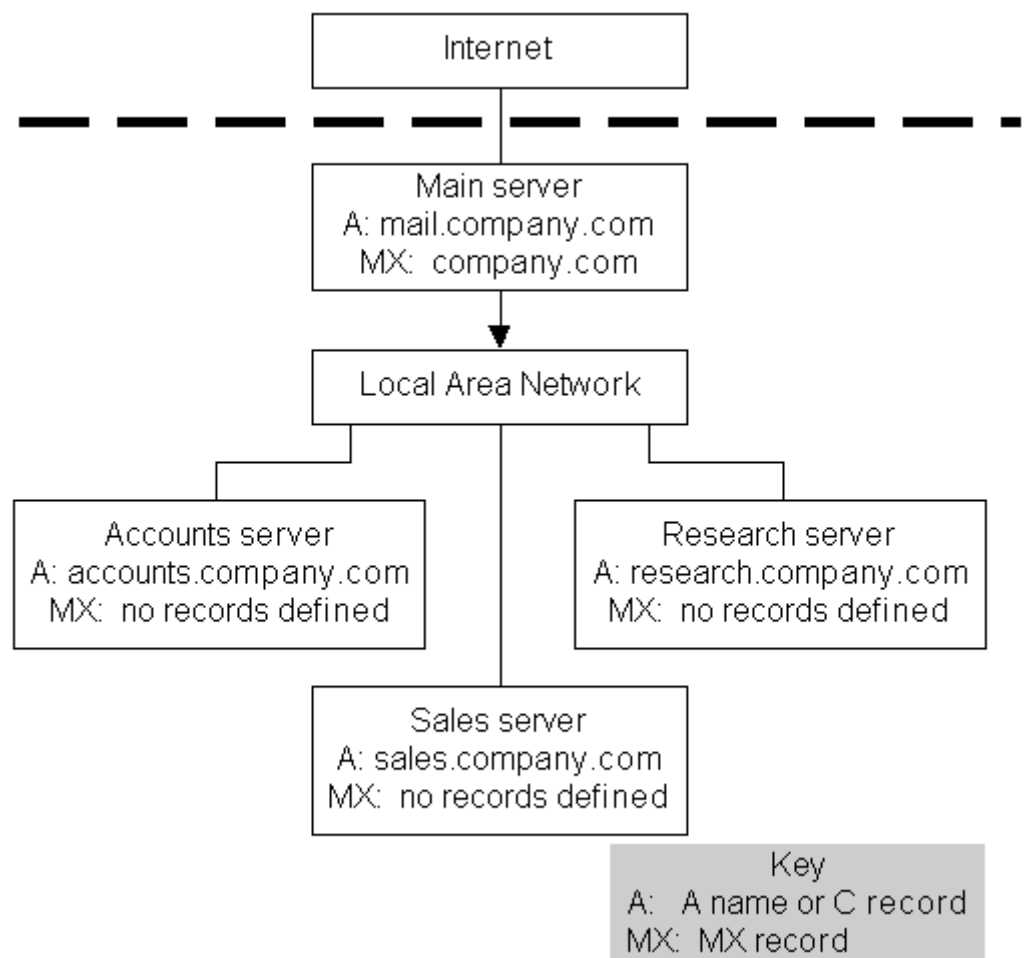 Internet
Main server
A: mail.company.com
MX: company.com
Local Area Network
Accounts server
A: accounts.company.com
MX: no records defined
Research server
A: research.company.com
MX: no records defined
Sales server
A: sales.company.com
MX: no records defined
Key
A: A name or C record
MX: MX record